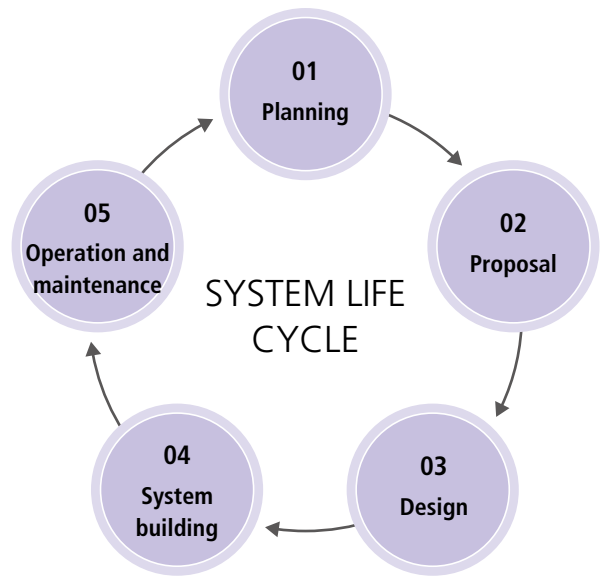 01
Planning
02
Proposal
03
Design
04
System
building
05
Operation and
maintenance
SYSTEM LIFE
CYCLE